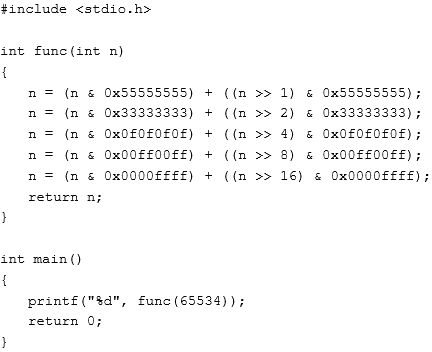 #include <stdio.h>

int func(int n)
{
    n = (n & 0x55555555) + ((n >> 1) & 0x55555555);
    n = (n & 0x33333333) + ((n >> 2) & 0x33333333);
    n = (n & 0x0f0f0f0f) + ((n >> 4) & 0x0f0f0f0f);
    n = (n & 0x00ff00ff) + ((n >> 8) & 0x00ff00ff);
    n = (n & 0x0000ffff) + ((n >> 16) & 0x0000ffff);
    return n;
}

int main()
{
    printf("%d", func(65534));
    return 0;
}